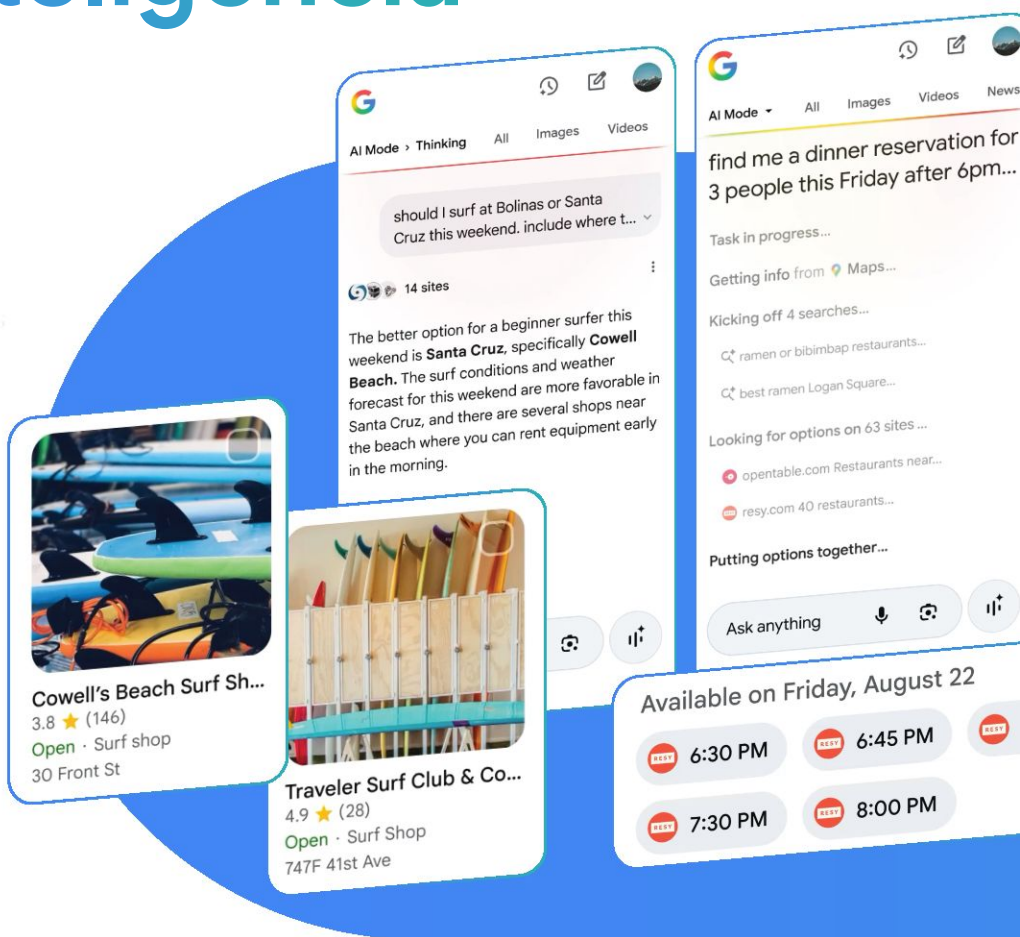 AI Mode › Thinking All Images Videos
should I surf at Bolinas or Santa
Cruz this weekend. include where t...
14 sites
The better option for a beginner surfer this
weekend is Santa Cruz, specifically Cowell
Beach. The surf conditions and weather
forecast for this weekend are more favorable in
Santa Cruz, and there are several shops near
the beach where you can rent equipment early
in the morning.
Cowell's Beach Surf Sh...
3.8 ★ (146)
Open · Surf shop
30 Front St
Traveler Surf Club & Co...
4.9 ★ (28)
Open · Surf Shop
747F 41st Ave
AI Mode All Images Videos News
find me a dinner reservation for
3 people this Friday after 6pm...
Task in progress...
Getting info from Maps...
Kicking off 4 searches...
ramen or bibimbap restaurants...
best ramen Logan Square...
Looking for options on 63 sites ...
opentable.com Restaurants near...
resy.com 40 restaurants...
Putting options together...
Ask anything
Available on Friday, August 22
RESY 6:30 PM RESY 6:45 PM RESY
RESY 7:30 PM RESY 8:00 PM